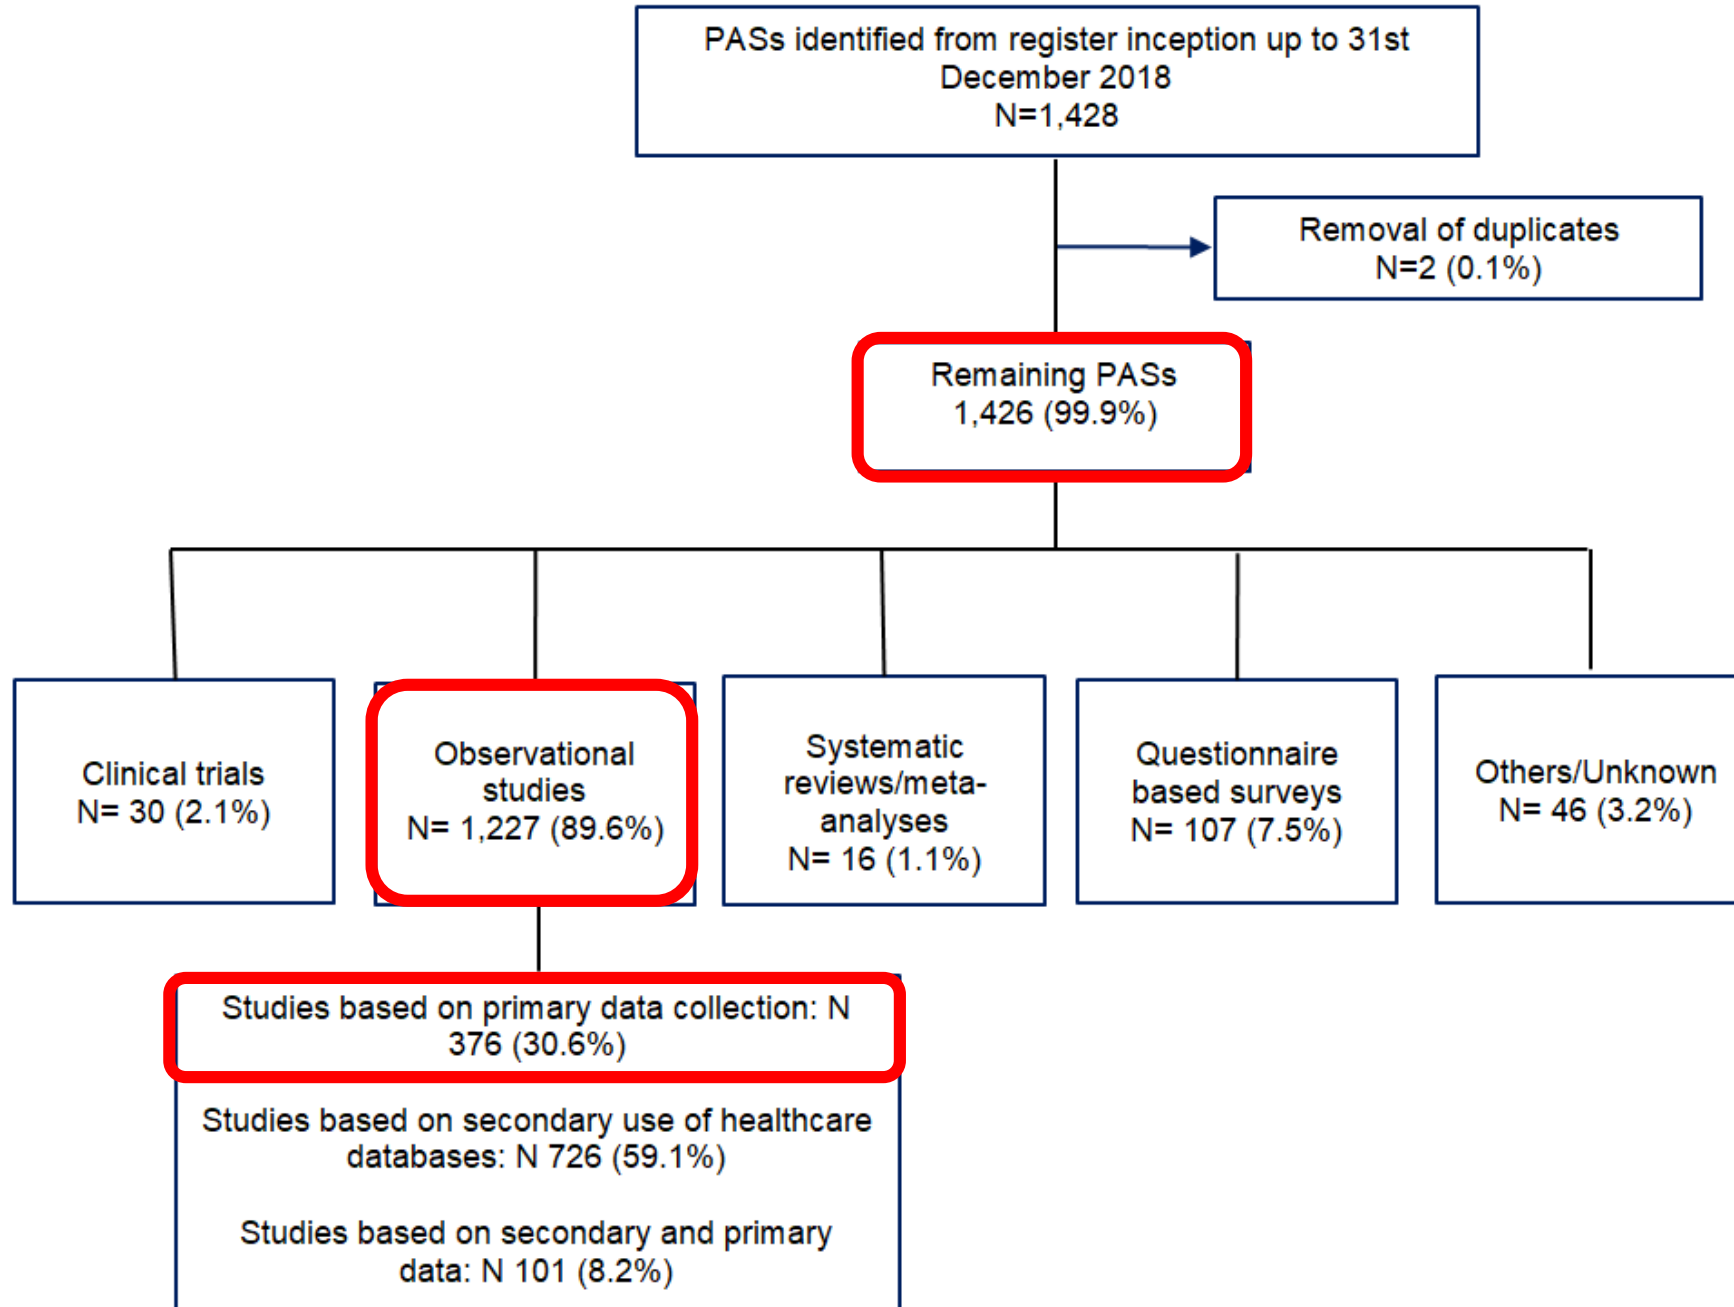 PASs identified from register inception up to 31st
December 2018
N=1,428
Removal of duplicates
N=2 (0.1%)
Remaining PASs
1,426 (99.9%)
Clinical trials
N= 30 (2.1%)
Observational
studies
N= 1,227 (89.6%)
Systematic
reviews/meta-
analyses
N= 16 (1.1%)
Questionnaire
based surveys
N= 107 (7.5%)
Others/Unknown
N= 46 (3.2%)
Studies based on primary data collection: N
376 (30.6%)
Studies based on secondary use of healthcare
databases: N 726 (59.1%)
Studies based on secondary and primary
data: N 101 (8.2%)